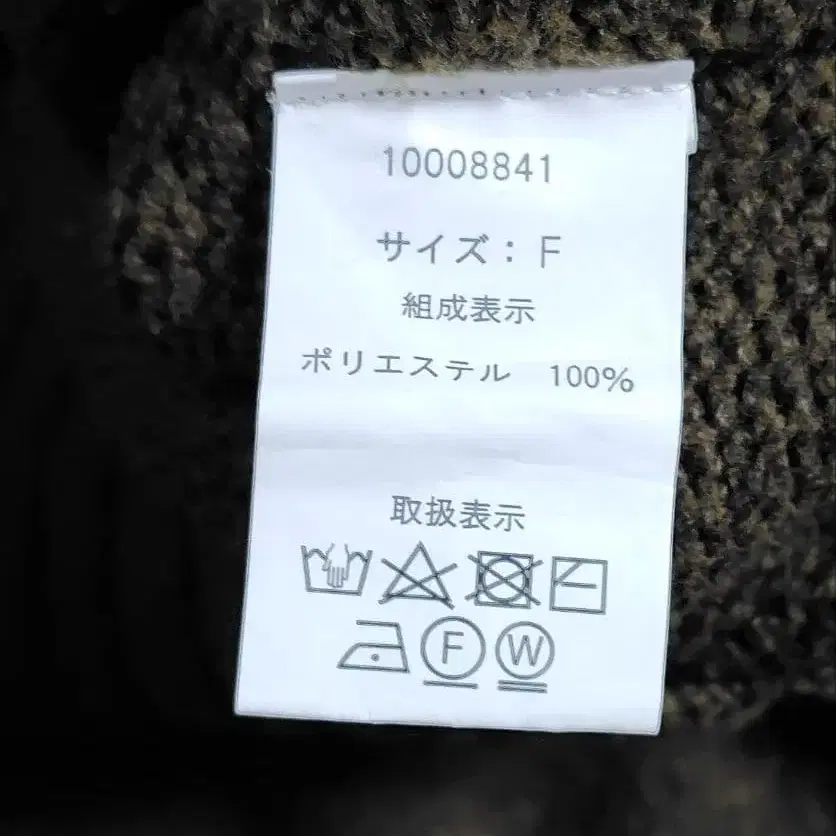 10008841
サイズ：F
組成表示
ポリエステル　100%
取扱表示
F W